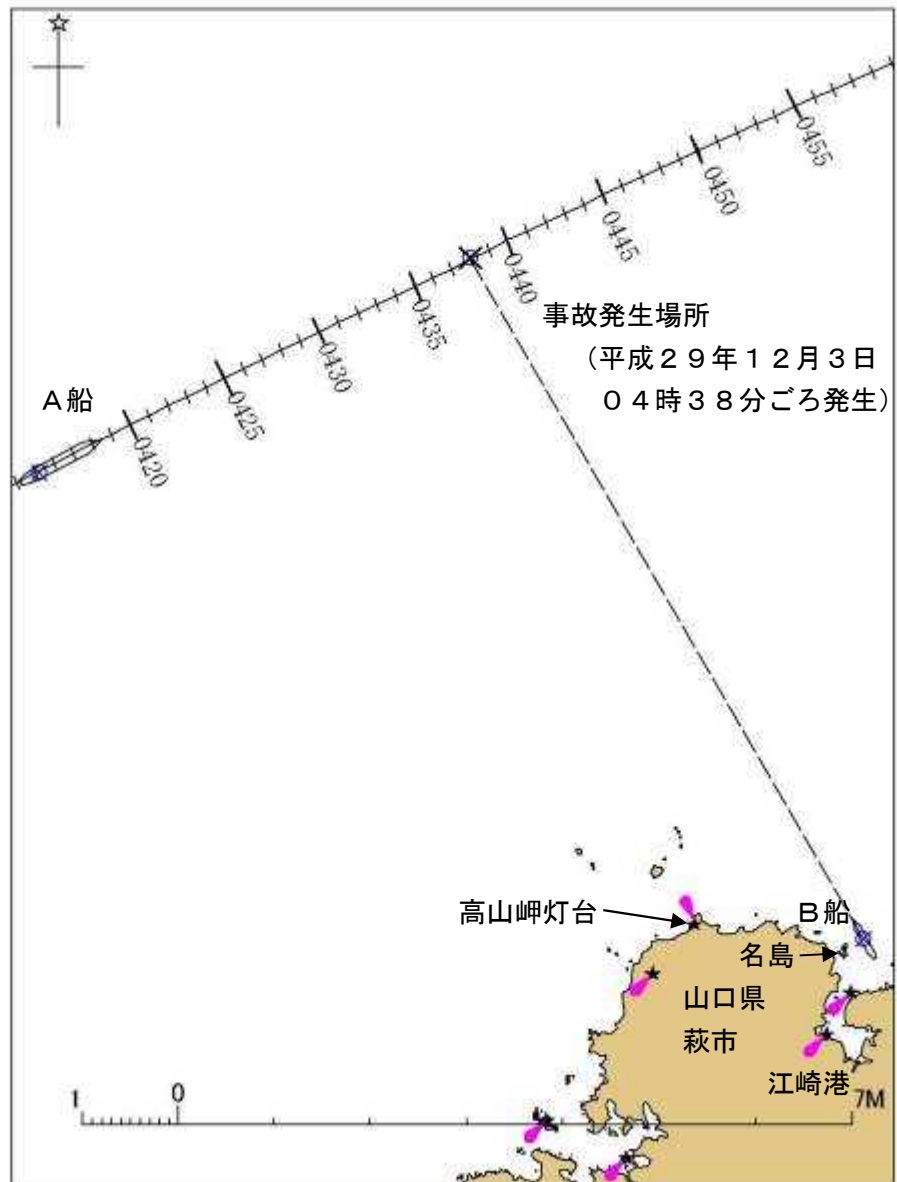 0455
0450
0445
0440
0435
0430
0425
0420
事故発生場所
（平成２９年１２月３日
０４時３８分ごろ発生）
Ａ船
高山岬灯台
Ｂ船
名島
山口県
萩市
江崎港
1
0
7M